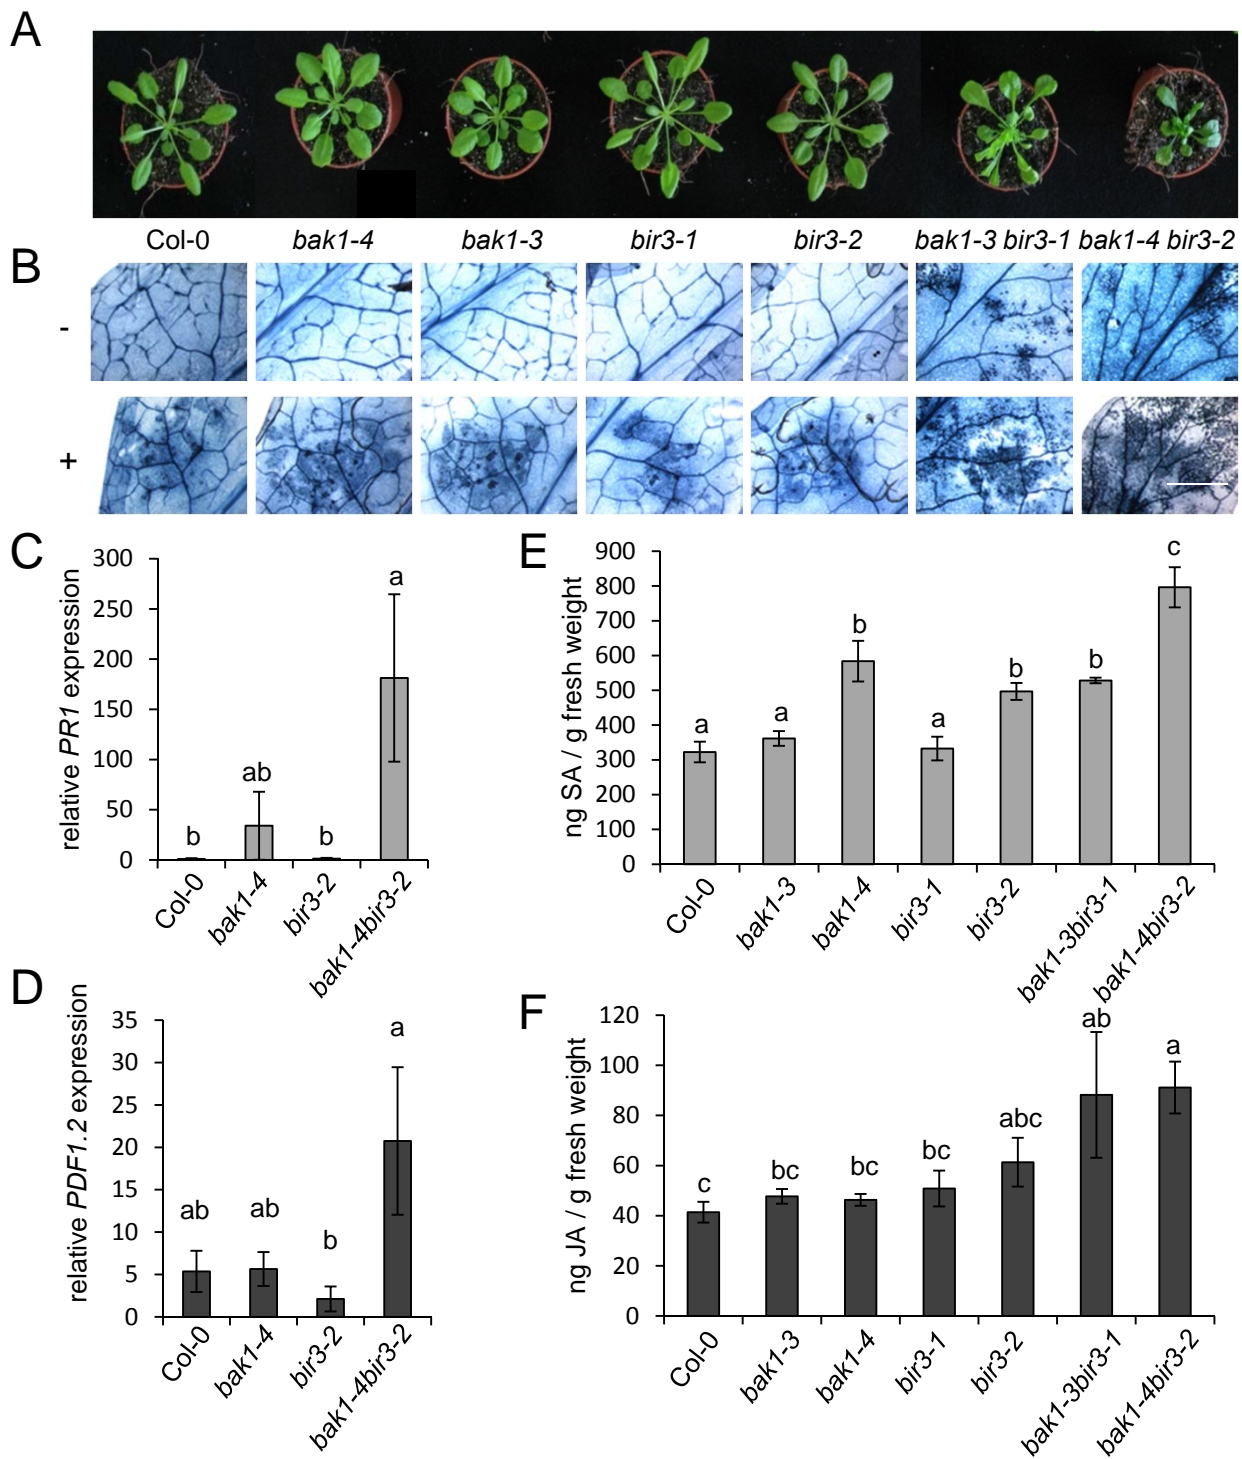 A
Col-0 bak1-4 bak1-3 bir3-1 bir3-2 bak1-3 bir3-1 bak1-4 bir3-2
B
-
+
C
relative PR1 expression
300
250
200
150
100
50
0
b
ab
b
a
Col-0
bak1-4
bir3-2
bak1-4bir3-2
E
ng SA / g fresh weight
900
800
700
600
500
400
300
200
100
0
a
a
b
a
b
b
c
Col-0
bak1-3
bak1-4
bir3-1
bir3-2
bak1-3bir3-1
bak1-4bir3-2
D
relative PDF1.2 expression
35
30
25
20
15
10
5
0
ab
ab
b
a
Col-0
bak1-4
bir3-2
bak1-4bir3-2
F
ng JA / g fresh weight
120
100
80
60
40
20
0
c
bc
bc
bc
abc
ab
a
Col-0
bak1-3
bak1-4
bir3-1
bir3-2
bak1-3bir3-1
bak1-4bir3-2